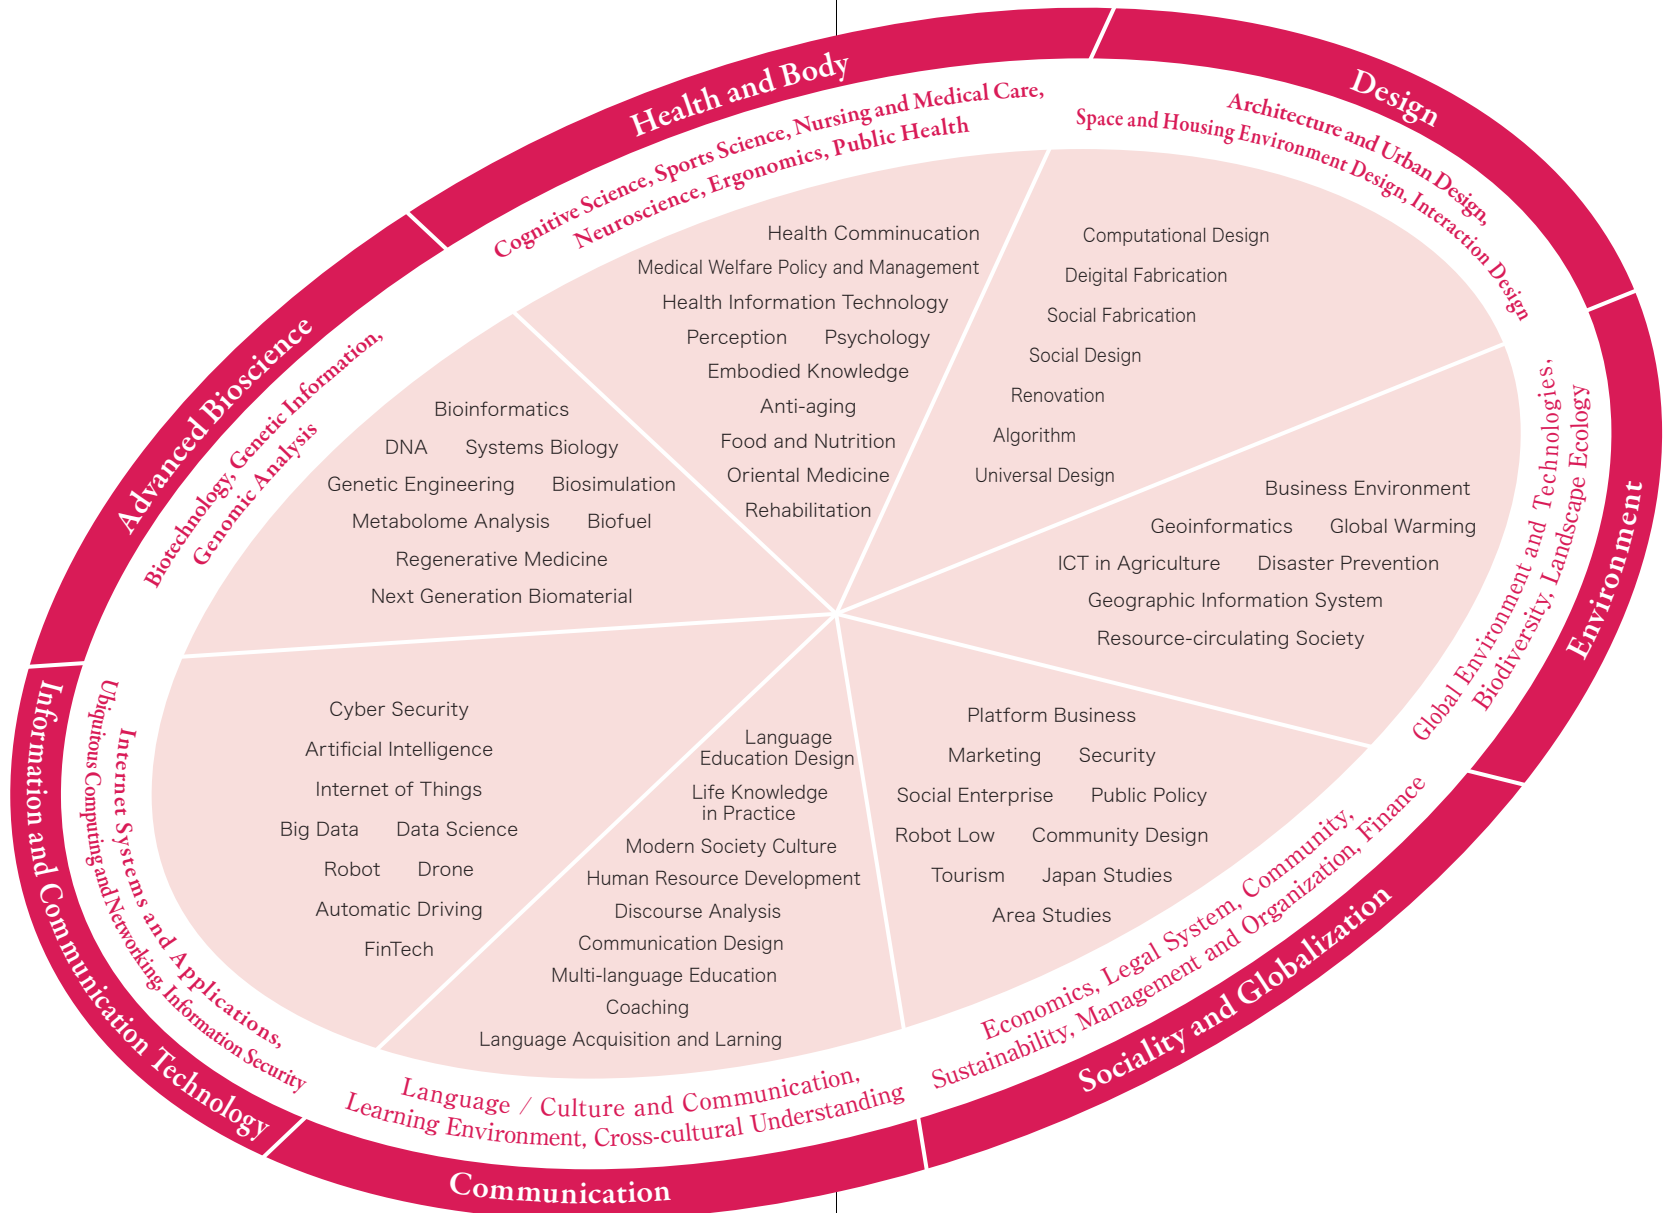 Health and Body
Cognitive Science, Sports Science, Nursing and Medical Care,
Neuroscience, Ergonomics, Public Health
Health Comminucation
Medical Welfare Policy and Management
Health Information Technology
Perception Psychology
Embodied Knowledge
Anti-aging
Food and Nutrition
Oriental Medicine
Rehabilitation
Design
Architecture and Urban Design,
Space and Housing Environment Design, Interaction Design
Computational Design
Deigital Fabrication
Social Fabrication
Social Design
Renovation
Algorithm
Universal Design
Environment
Global Environment and Technologies,
Biodiversity, Landscape Ecology
Business Environment
Geoinformatics Global Warming
ICT in Agriculture Disaster Prevention
Geographic Information System
Resource-circulating Society
Sociality and Globalization
Economics, Legal System, Community,
Sustainability, Management and Organization, Finance
Platform Business
Marketing Security
Social Enterprise Public Policy
Robot Low Community Design
Tourism Japan Studies
Area Studies
Communication
Language / Culture and Communication,
Learning Environment, Cross-cultural Understanding
Language
Education Design
Life Knowledge
in Practice
Modern Society Culture
Human Resource Development
Discourse Analysis
Communication Design
Multi-language Education
Coaching
Language Acquisition and Larning
Information and Communication Technology
Internet Systems and Applications,
Ubiquitous Computing and Networking, Information Security
Cyber Security
Artificial Intelligence
Internet of Things
Big Data Data Science
Robot Drone
Automatic Driving
FinTech
Advanced Bioscience
Biotechnology, Genetic Information,
Genomic Analysis
Bioinformatics
DNA Systems Biology
Genetic Engineering Biosimulation
Metabolome Analysis Biofuel
Regenerative Medicine
Next Generation Biomaterial